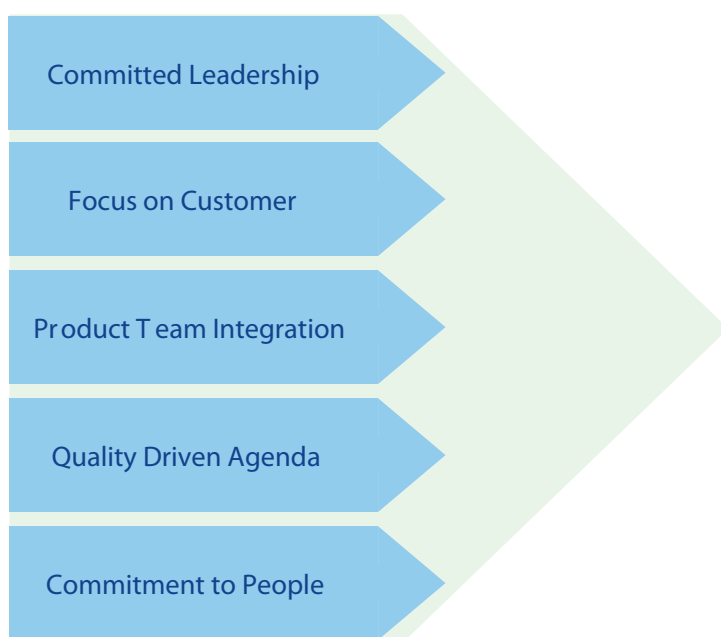 Committed Leadership
Focus on Customer
Product Team Integration
Quality Driven Agenda
Commitment to People